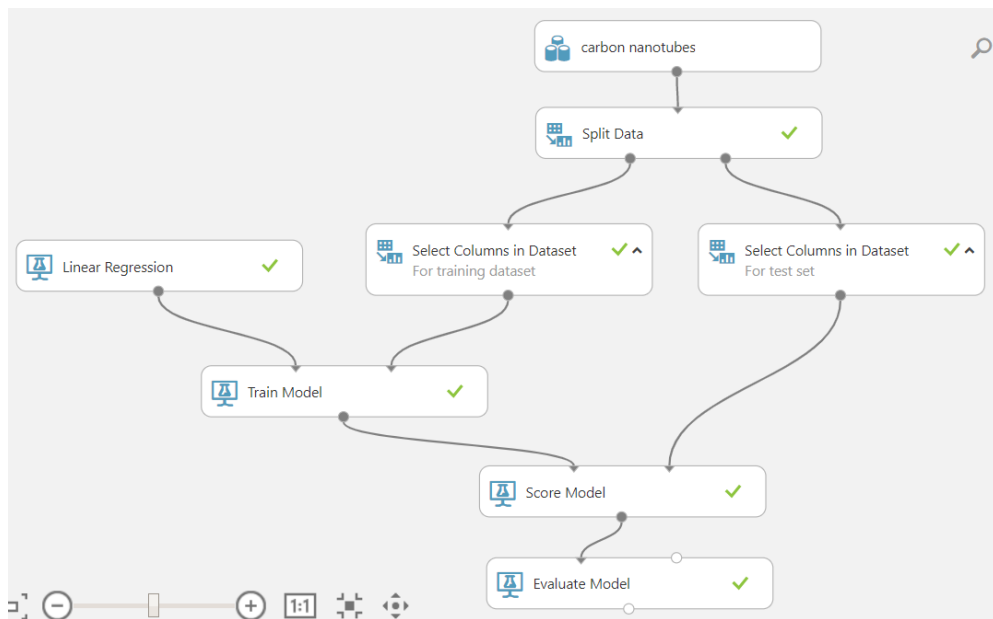 carbon nanotubes
Split Data
Select Columns in Dataset
For training dataset
Select Columns in Dataset
For test set
Linear Regression
Train Model
Score Model
Evaluate Model
1:1